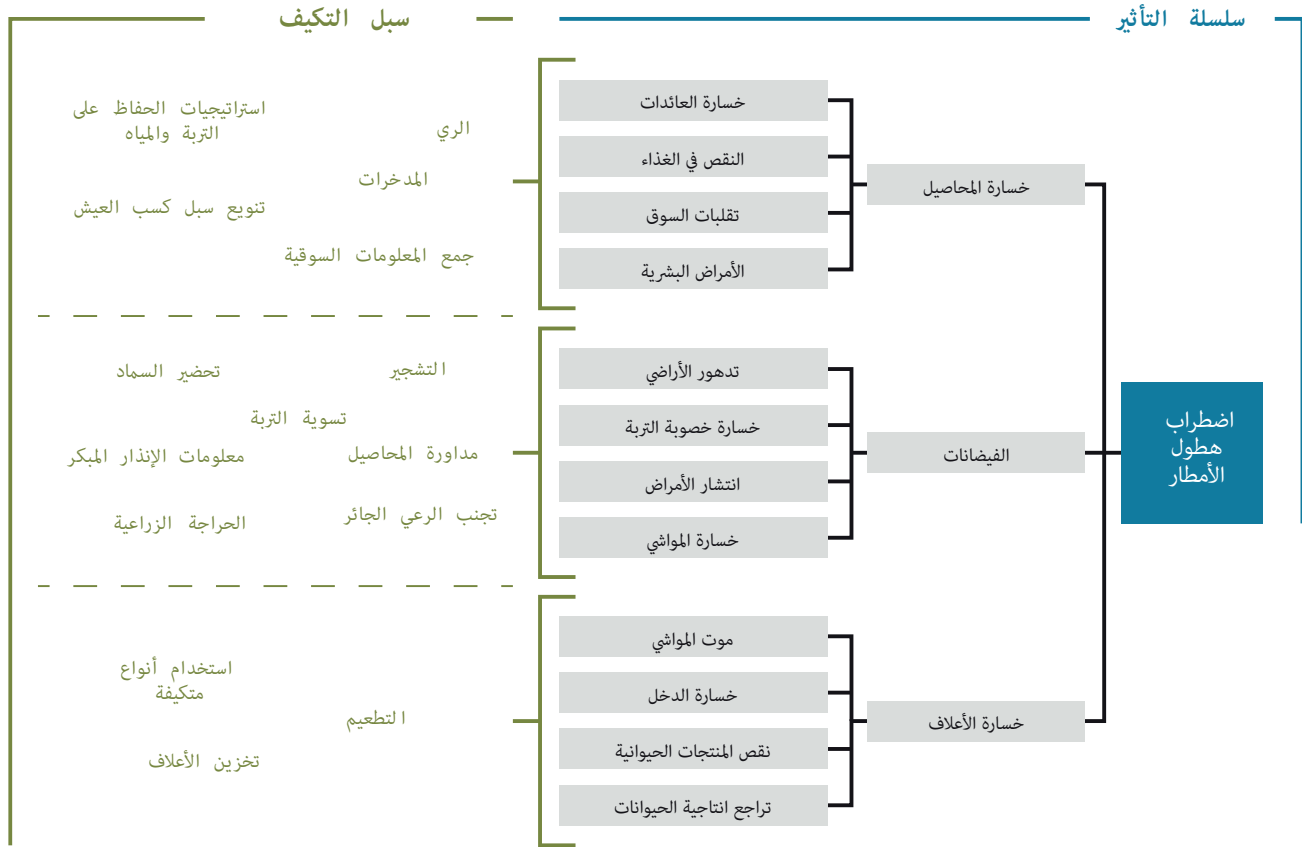 سلسلة التأثير
سبل التكيف
اضطراب
هطول
الأمطار
خسارة المحاصيل
خسارة العائدات
النقص في الغذاء
تقلبات السوق
الأمراض البشرية
الري
استراتيجيات الحفاظ على
التربة والمياه
المدخرات
تنويع سبل كسب العيش
جمع المعلومات السوقية
الفيضانات
تدهور الأراضي
خسارة خصوبة التربة
انتشار الأمراض
خسارة المواشي
التشجير
تحضير السماد
تسوية التربة
مداورة المحاصيل
معلومات الإنذار المبكر
تجنب الرعي الجائر
الحراجة الزراعية
خسارة الأعلاف
موت المواشي
خسارة الدخل
نقص المنتجات الحيوانية
تراجع انتاجية الحيوانات
استخدام أنواع
متكيفة
التطعيم
تخزين الأعلاف